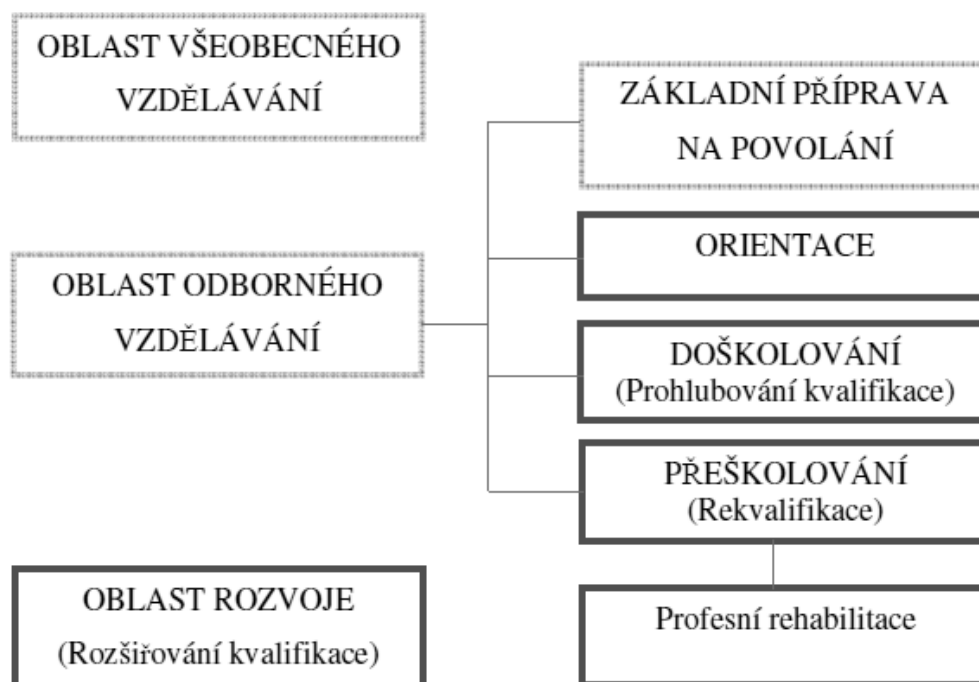 OBLAST VŠEOBECNÉHO
VZDĚLÁVÁNÍ
ZÁKLADNÍ PŘÍPRAVA
NA POVOLÁNÍ
ORIENTACE
OBLAST ODBORNÉHO
VZDĚLÁVÁNÍ
DOŠKOLOVÁNÍ
(Prohlubování kvalifikace)
PŘEŠKOLOVÁNÍ
(Rekvalifikace)
OBLAST ROZVOJE
(Rozšiřování kvalifikace)
Profesní rehabilitace